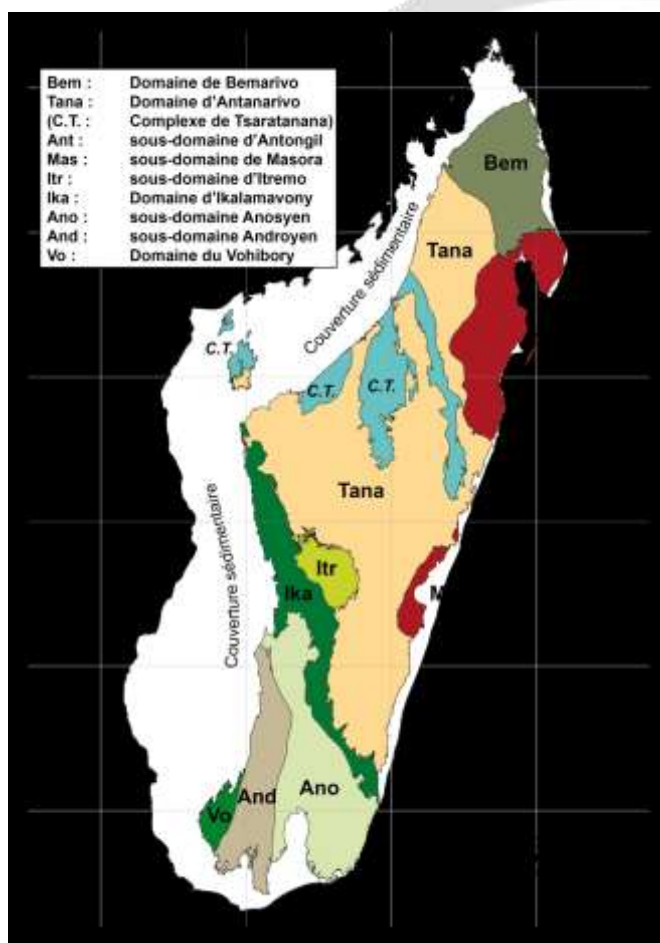 Bem : Domaine de Bemarivo
Tana : Domaine d'Antanarivo
(C.T. : Complexe de Tsaratanana)
Ant : sous-domaine d'Antongil
Mas : sous-domaine de Masora
Itr : sous-domaine d'Itremo
Ika : Domaine d'Ikalamavony
Ano : sous-domaine Anosyen
And : sous-domaine Androyen
Vo : Domaine du Vohibory
Bem
Tana
Couverture sédimentaire
C.T.
C.T.
C.T.
Tana
Couverture sédimentaire
Itr
Ika
M
Ano
And
Vo